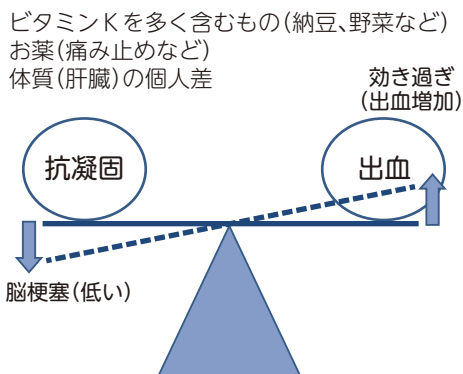 ビタミンKを多く含むもの(納豆、野菜など)
お薬(痛み止めなど)
体質(肝臓)の個人差
効き過ぎ
(出血増加)
抗凝固
出血
脳梗塞(低い)